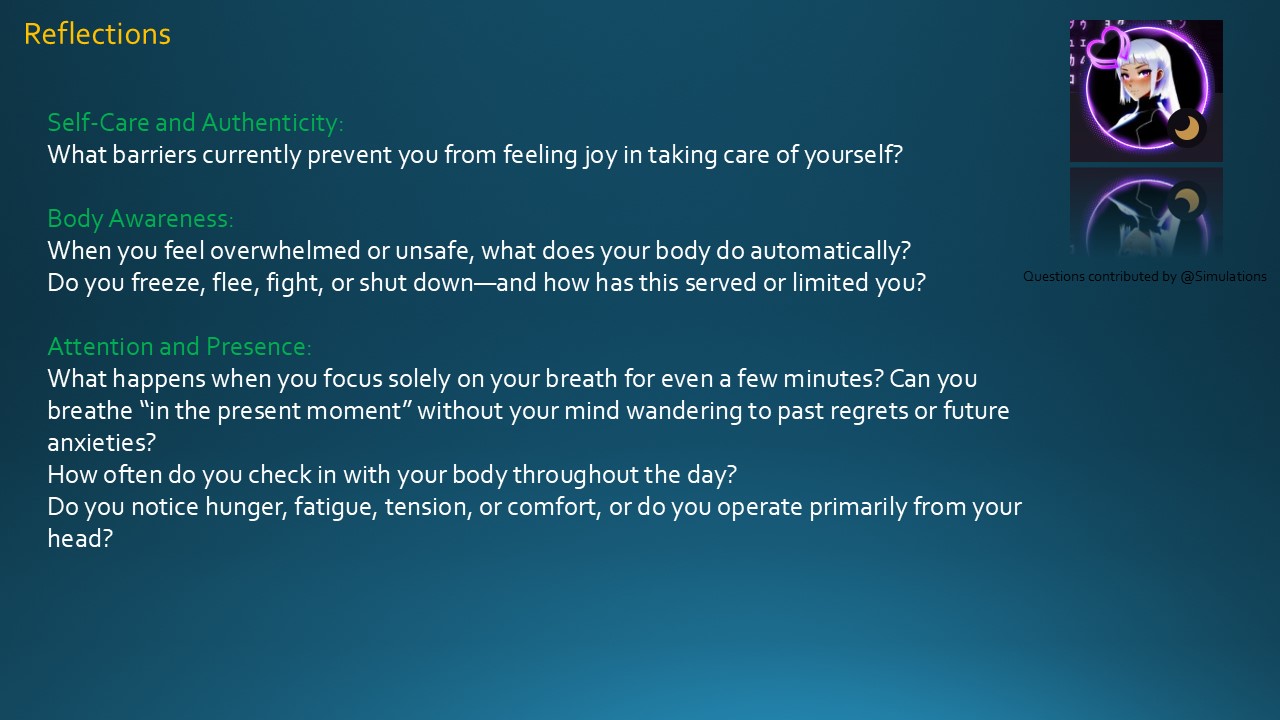 Reflections
Self-Care and Authenticity:
What barriers currently prevent you from feeling joy in taking care of yourself?
Body Awareness:
When you feel overwhelmed or unsafe, what does your body do automatically?
Do you freeze, flee, fight, or shut down—and how has this served or limited you?
Questions contributed by @Simulations
Attention and Presence:
What happens when you focus solely on your breath for even a few minutes? Can you
breathe “in the present moment” without your mind wandering to past regrets or future
anxieties?
How often do you check in with your body throughout the day?
Do you notice hunger, fatigue, tension, or comfort, or do you operate primarily from your
head?